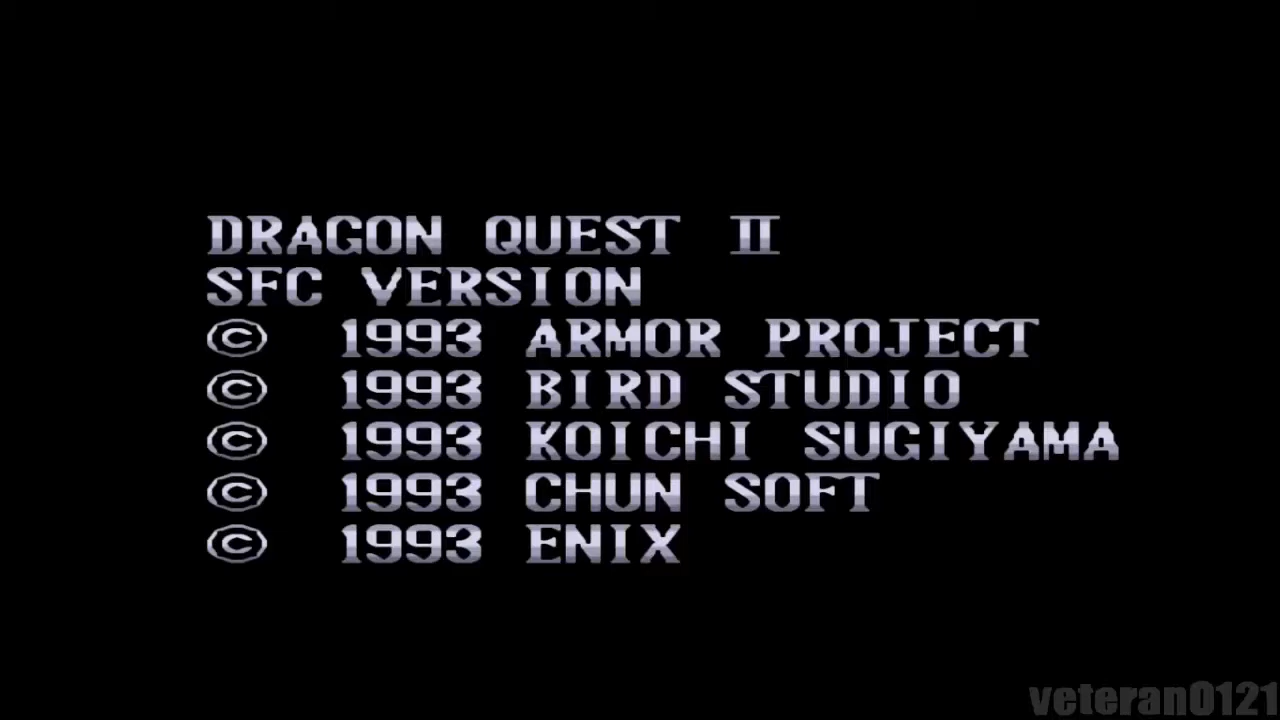 DRAGON QUEST II
SFC VERSION
© 1993 ARMOR PROJECT
© 1993 BIRD STUDIO
© 1993 KOICHI SUGIYAMA
© 1993 CHUN SOFT
© 1993 ENIX
veteran0121